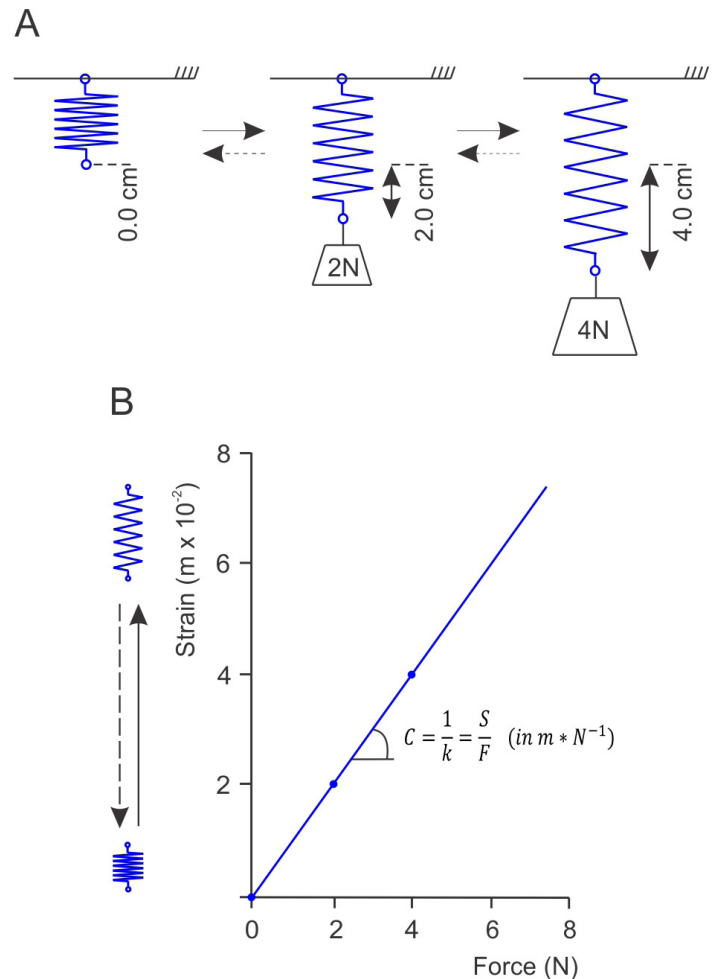 A
0.0 cm
2.0 cm
4.0 cm
2N
4N
B
Strain (m x 10⁻²)
8
6
4
2
C = 1/k = S/F (in m * N⁻¹)
0 2 4 6 8
Force (N)